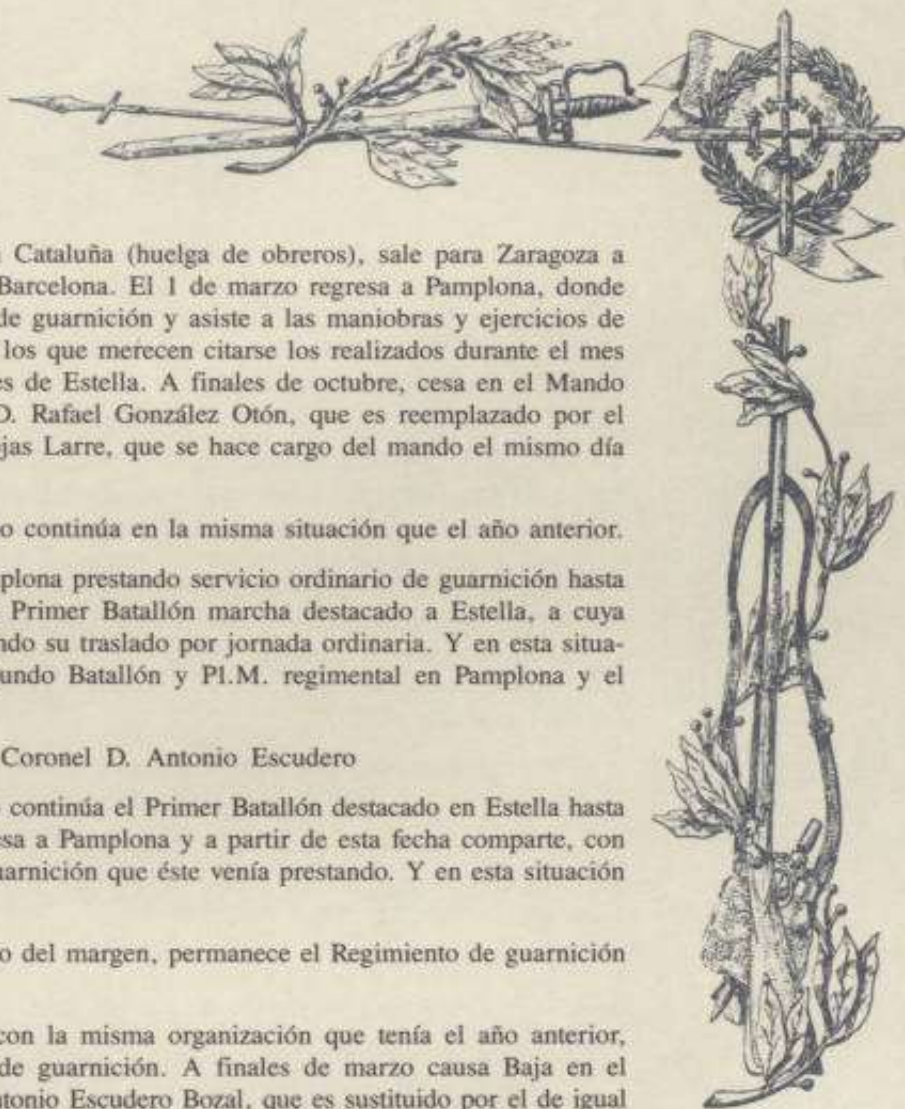 Cataluña (huelga de obreros), sale para Zaragoza a
Barcelona. El 1 de marzo regresa a Pamplona, donde
de guarnición y asiste a las maniobras y ejercicios de
los que merecen citarse los realizados durante el mes
es de Estella. A finales de octubre, cesa en el Mando
D. Rafael González Otón, que es reemplazado por el
jas Larre, que se hace cargo del mando el mismo día
o continúa en la misma situación que el año anterior.
plona prestando servicio ordinario de guarnición hasta
Primer Batallón marcha destacado a Estella, a cuya
ndo su traslado por jornada ordinaria. Y en esta situa-
undo Batallón y Pl.M. regimental en Pamplona y el
Coronel D. Antonio Escudero
continúa el Primer Batallón destacado en Estella hasta
esa a Pamplona y a partir de esta fecha comparte, con
uarnición que éste venía prestando. Y en esta situación
o del margen, permanece el Regimiento de guarnición
con la misma organización que tenía el año anterior,
de guarnición. A finales de marzo causa Baja en el
ntonio Escudero Bozal, que es sustituido por el de igual